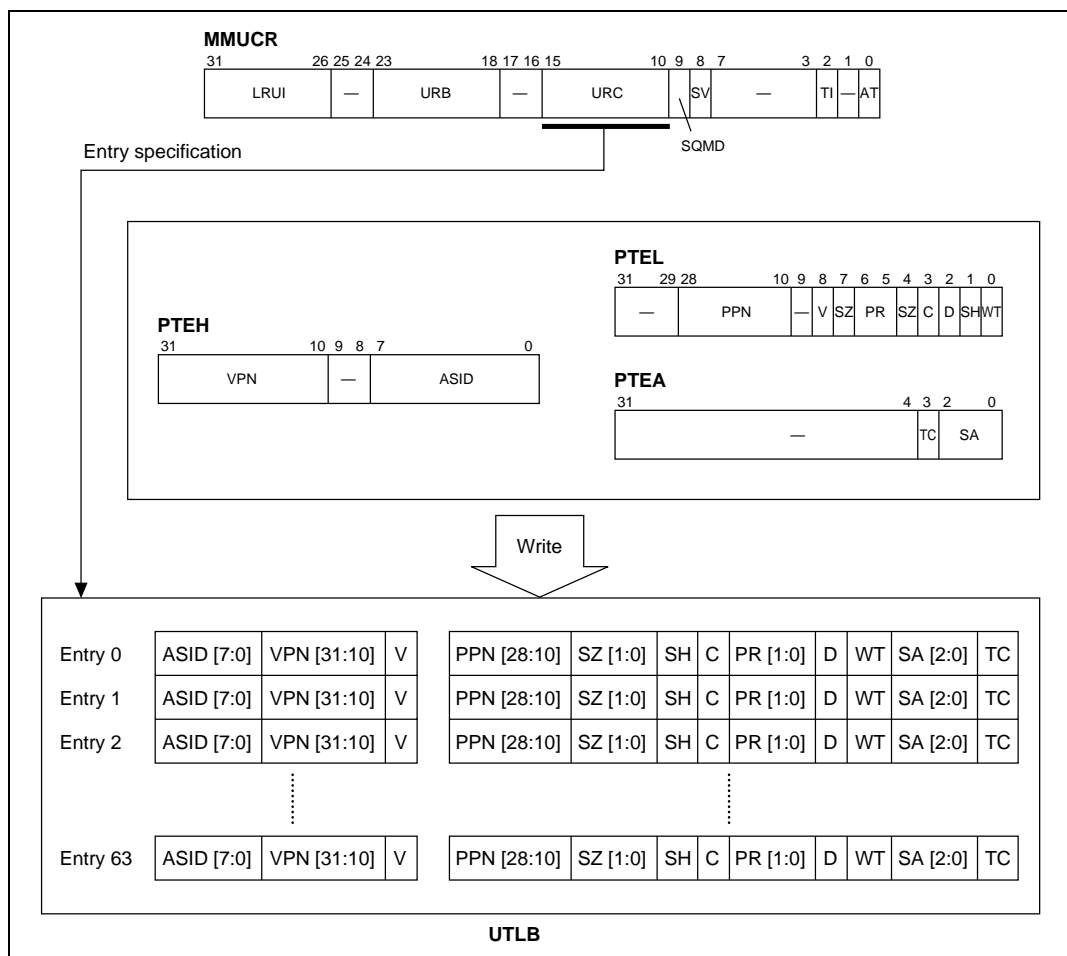 MMUCR
31 26 25 24 23 18 17 16 15 10 9 8 7 3 2 1 0
LRUI — URB — URC SV — TI — AT
SQMD
Entry specification
PTEL
31 29 28 10 9 8 7 6 5 4 3 2 1 0
— PPN — V SZ PR SZ C D SH WT
PTEH
31 10 9 8 7 0
VPN — ASID
PTEA
31 4 3 2 0
— TC SA
Write
Entry 0 ASID [7:0] VPN [31:10] V PPN [28:10] SZ [1:0] SH C PR [1:0] D WT SA [2:0] TC
Entry 1 ASID [7:0] VPN [31:10] V PPN [28:10] SZ [1:0] SH C PR [1:0] D WT SA [2:0] TC
Entry 2 ASID [7:0] VPN [31:10] V PPN [28:10] SZ [1:0] SH C PR [1:0] D WT SA [2:0] TC
Entry 63 ASID [7:0] VPN [31:10] V PPN [28:10] SZ [1:0] SH C PR [1:0] D WT SA [2:0] TC
UTLB